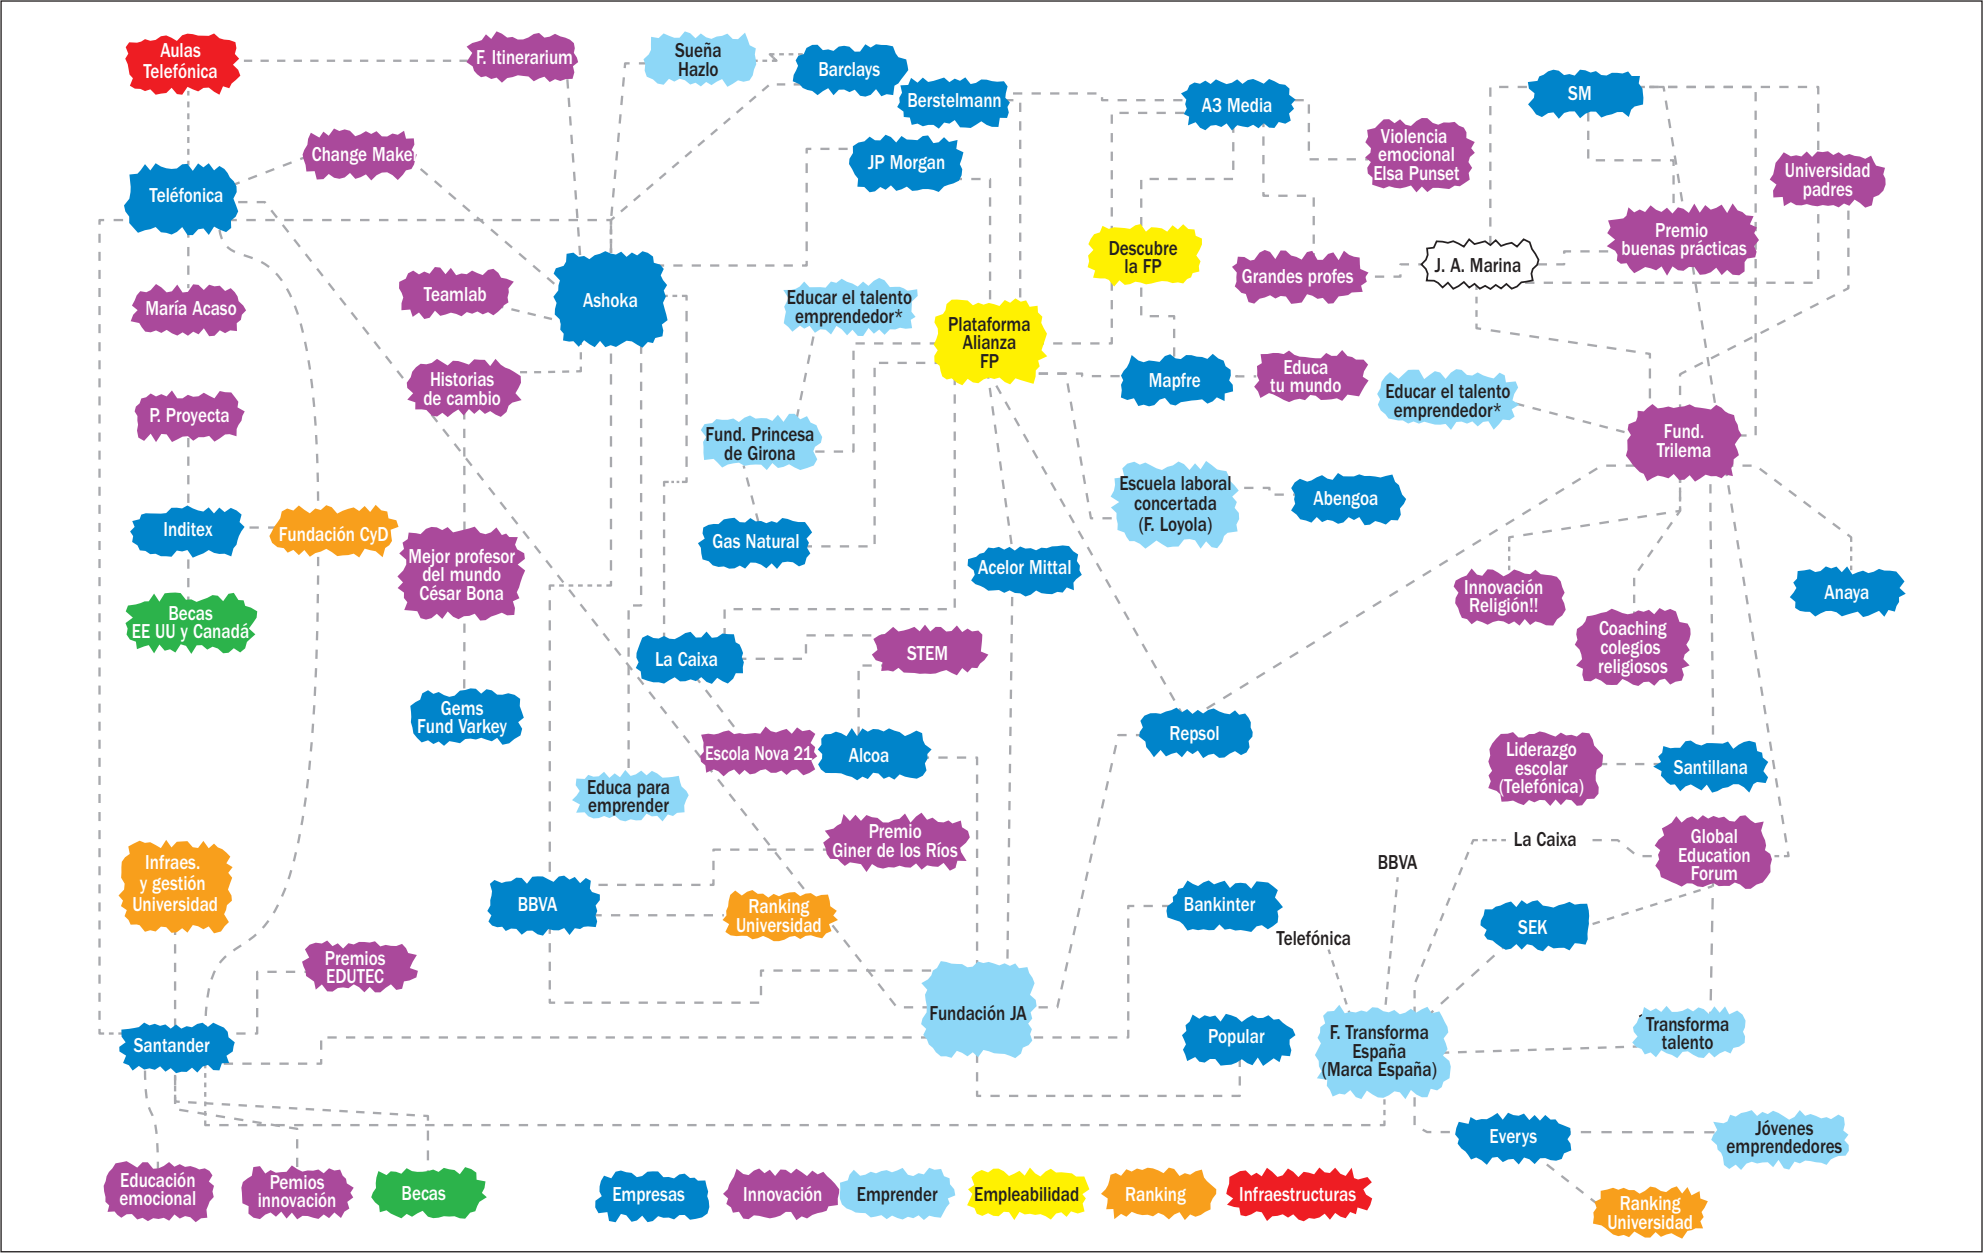 Aulas
Telefónica
F. Itinerarium
Sueña
Hazlo
Barclays
Berstelmann
A3 Media
SM
Violencia
emocional
Elsa Punset
Change Make
JP Morgan
Universidad
padres
Teléfonica
Premio
buenas prácticas
Descubre
la FP
J. A. Marina
Grandes profes
María Acaso
Teamlab
Ashoka
Educar el talento
emprendedor*
Plataforma
Alianza
FP
Historias
de cambio
Mapfre
Educa
tu mundo
Educar el talento
emprendedor*
P. Proyecta
Fund. Princesa
de Girona
Fund.
Trilema
Escuela laboral
concertada
(F. Loyola)
Abengoa
Inditex
Fundación CyD
Gas Natural
Mejor profesor
del mundo
César Bona
Acelor Mittal
Innovación
Religión!!
Anaya
Becas
EE UU y Canadá
Coaching
colegios
religiosos
La Caixa
STEM
Gems
Fund Varkey
Repsol
Escola Nova 21
Alcoa
Liderazgo
escolar
(Telefónica)
Santillana
Educa para
emprender
Premio
Giner de los Ríos
La Caixa
Global
Education
Forum
BBVA
Infraes.
y gestión
Universidad
BBVA
Ranking
Universidad
Bankinter
SEK
Telefónica
Premios
EDUTEC
Fundación JA
Santander
Popular
F. Transforma
España
(Marca España)
Transforma
talento
Everys
Jóvenes
emprendedores
Educación
emocional
Pemios
innovación
Becas
Empresas
Innovación
Emprender
Empleabilidad
Ranking
Infraestructuras
Ranking
Universidad